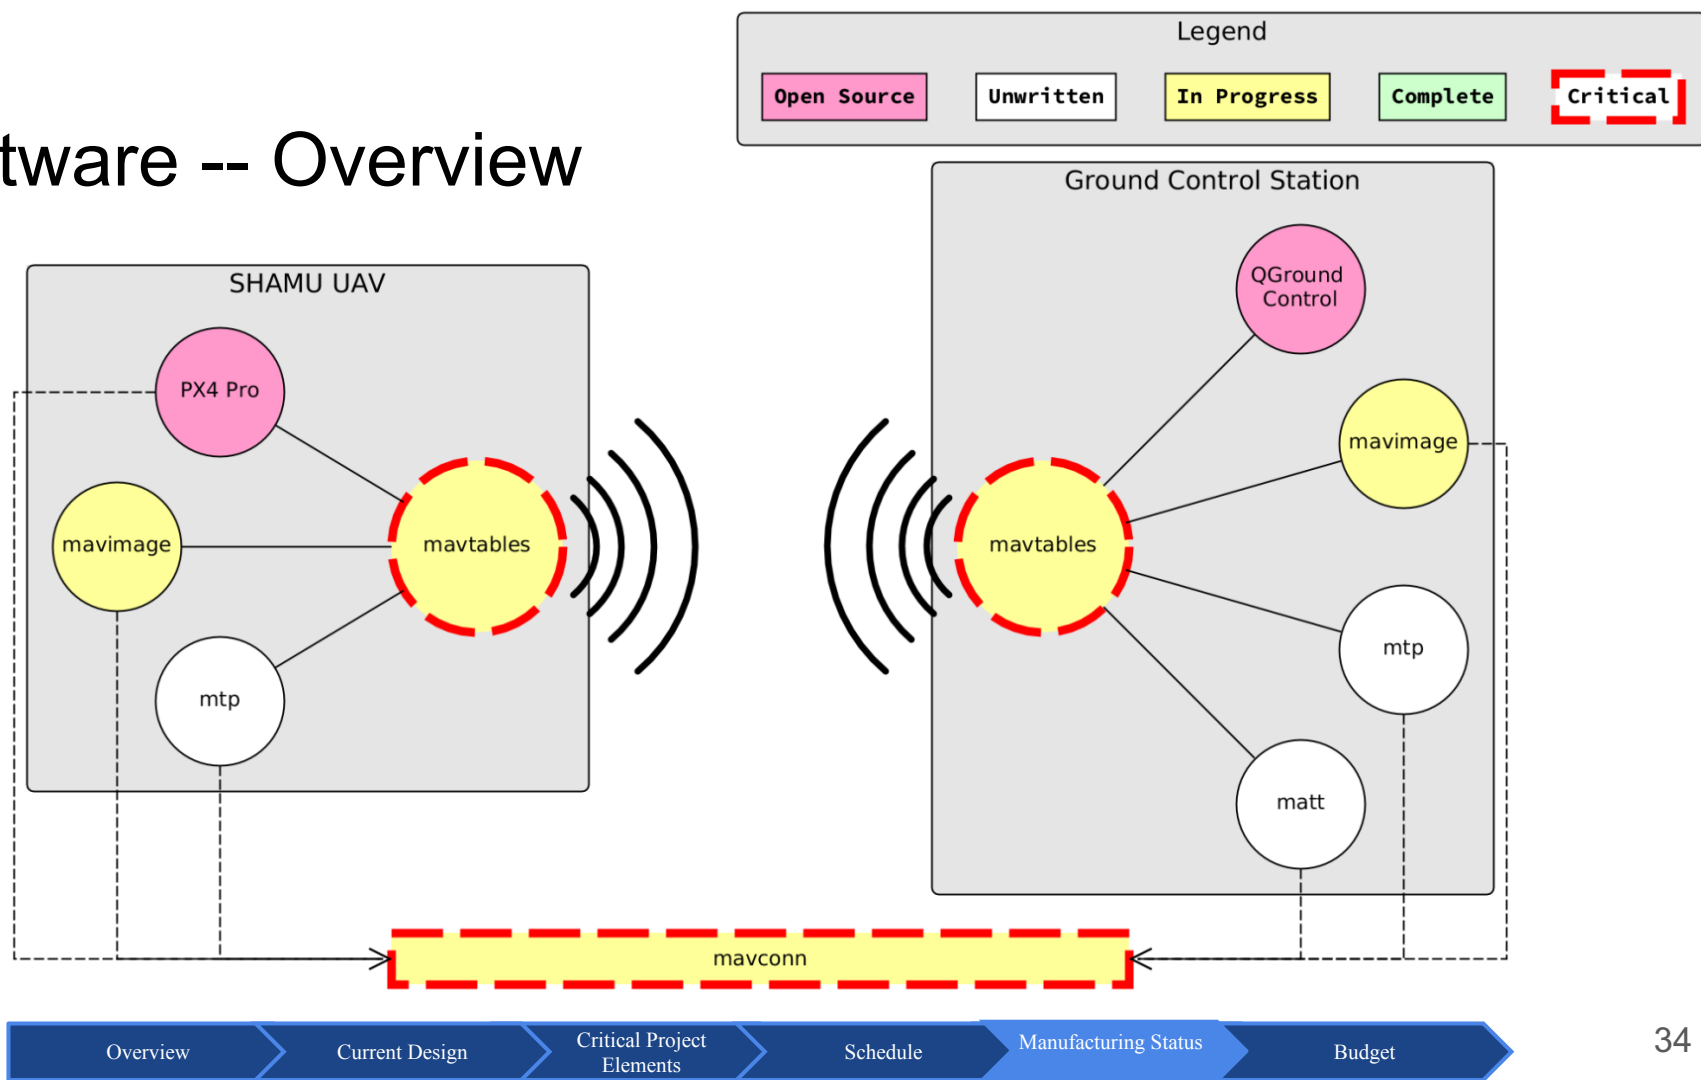 Legend
Open Source
Unwritten
In Progress
Complete
Critical
tware -- Overview
SHAMU UAV
PX4 Pro
mavimage
mavtables
mtp
Ground Control Station
QGround
Control
mavimage
mavtables
mtp
matt
mavconn
Overview
Current Design
Critical Project
Elements
Schedule
Manufacturing Status
Budget
34